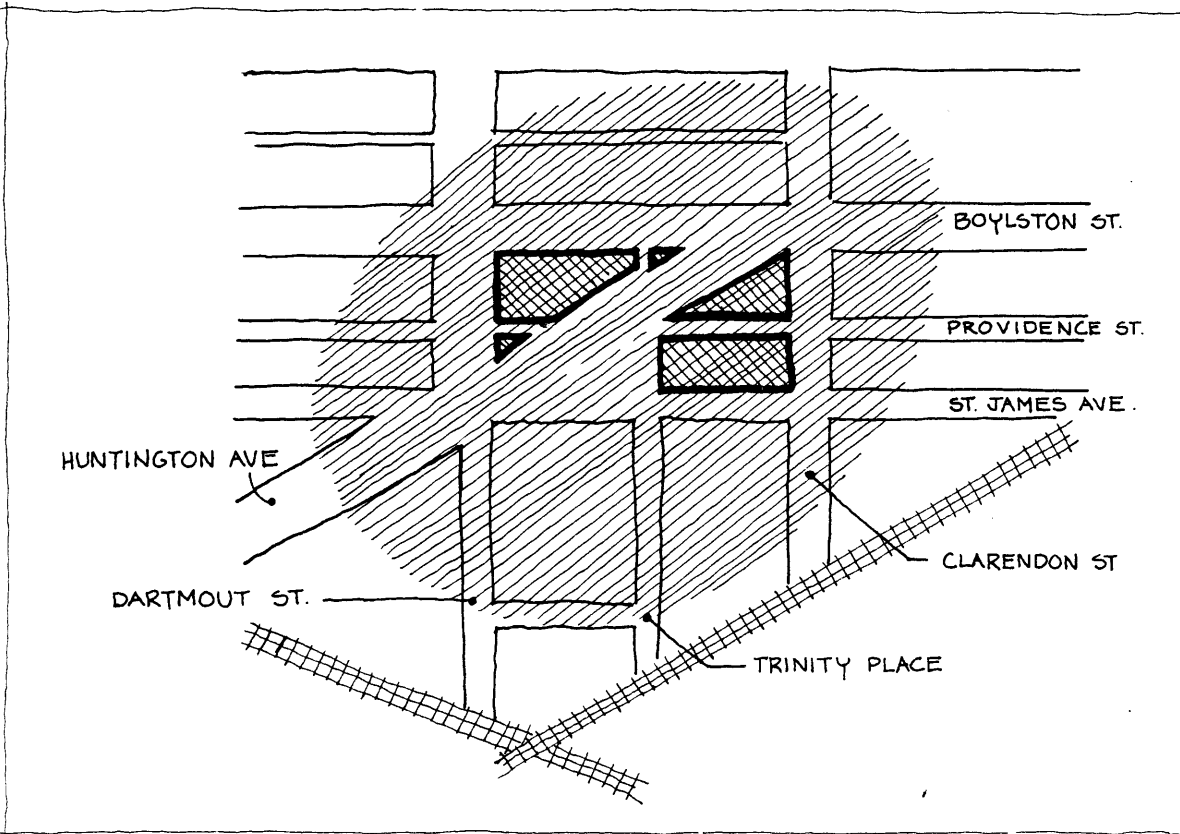 BOYLSTON ST.
PROVIDENCE ST.
ST. JAMES AVE.
HUNTINGTON AVE
CLARENDON ST
DARTMOUT ST.
TRINITY PLACE